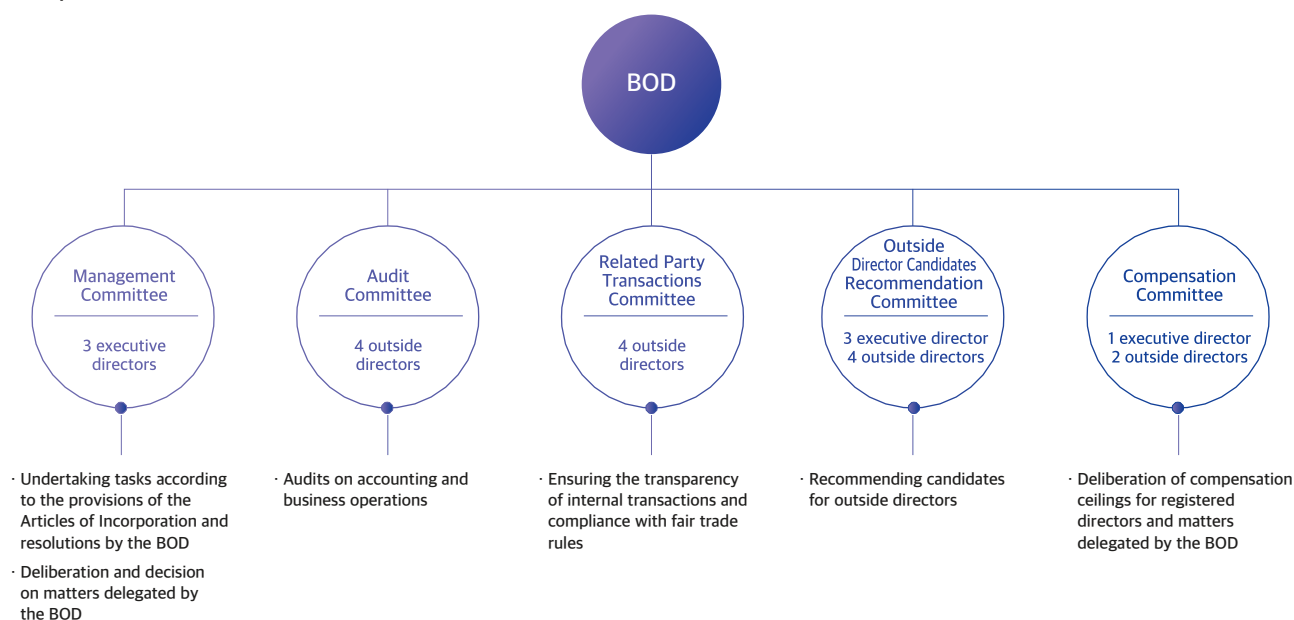 BOD
Management
Committee
3 executive
directors
· Undertaking tasks according
to the provisions of the
Articles of Incorporation and
resolutions by the BOD
· Deliberation and decision
on matters delegated by
the BOD
Audit
Committee
4 outside
directors
· Audits on accounting and
business operations
Related Party
Transactions
Committee
4 outside
directors
· Ensuring the transparency
of internal transactions and
compliance with fair trade
rules
Outside
Director Candidates
Recommendation
Committee
3 executive director
4 outside directors
· Recommending candidates
for outside directors
Compensation
Committee
1 executive director
2 outside directors
· Deliberation of compensation
ceilings for registered
directors and matters
delegated by the BOD